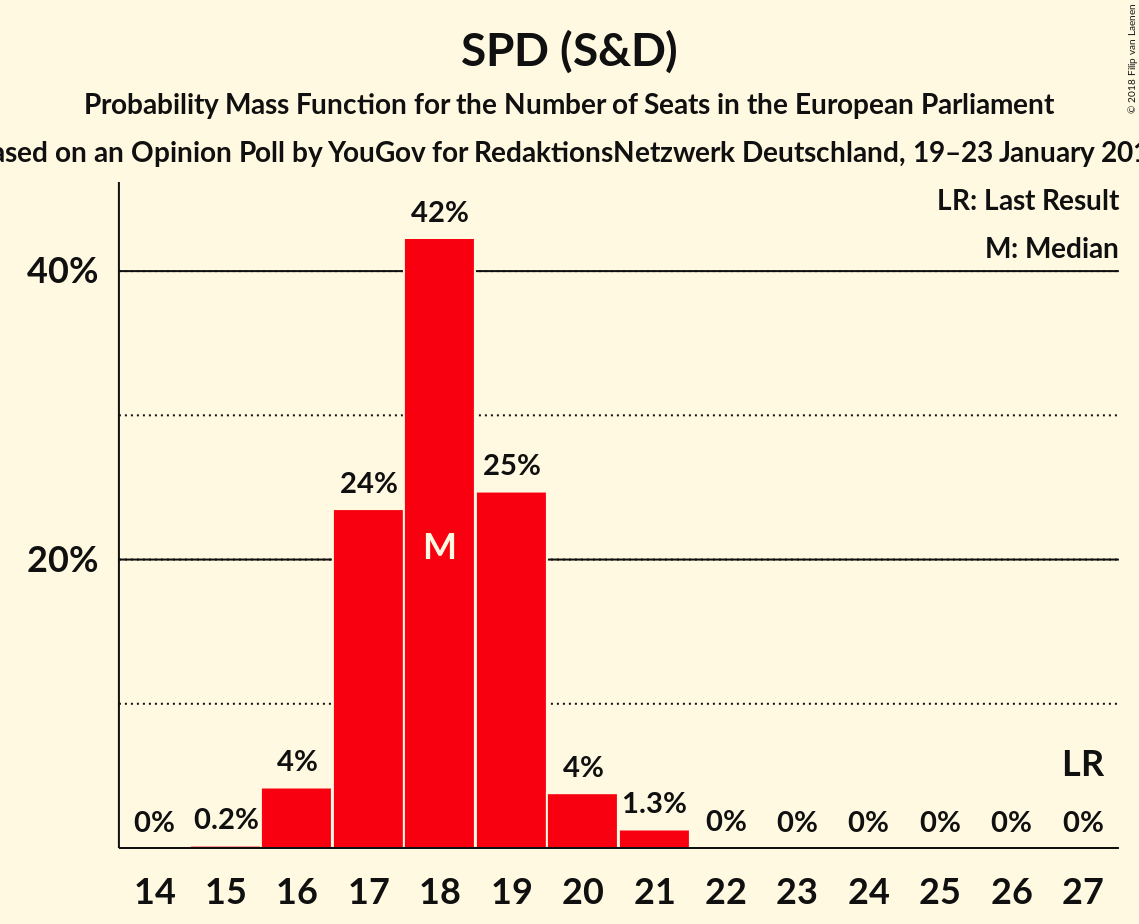 SPD (S&D)
Probability Mass Function for the Number of Seats in the European Parliament
ased on an Opinion Poll by YouGov for RedaktionsNetzwerk Deutschland, 19–23 January 201
© 2018 Filip van Laenen
LR: Last Result
M: Median
40%
20%
0% 0.2% 4% 24% 42% 25% 4% 1.3% 0% 0% 0% 0% 0% 0%
M
LR
14 15 16 17 18 19 20 21 22 23 24 25 26 27